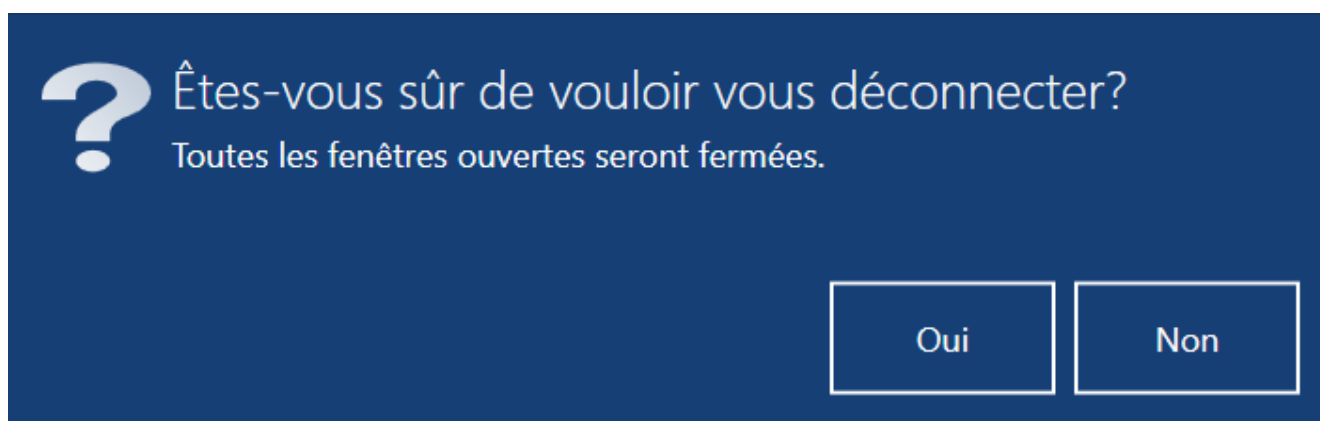 Êtes-vous sûr de vouloir vous déconnecter?
Toutes les fenêtres ouvertes seront fermées.
Oui
Non